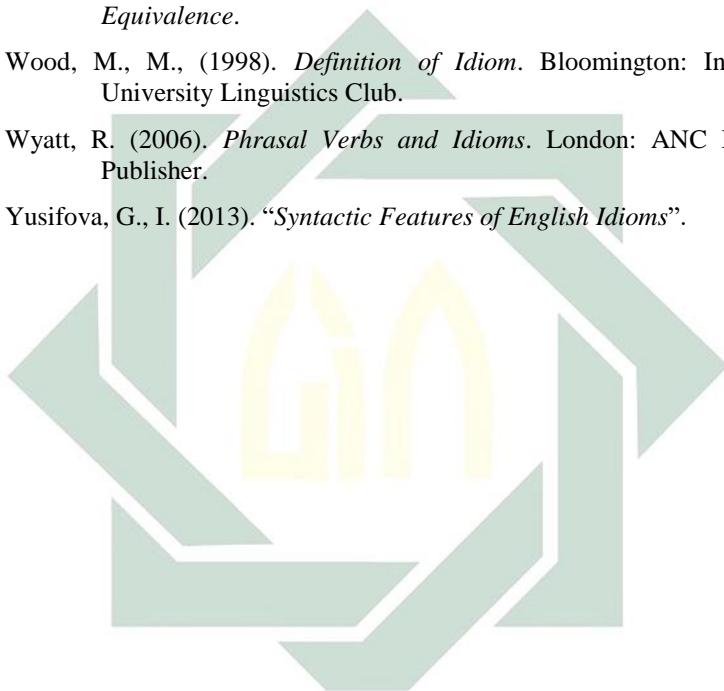 Equivalence.
Wood, M., M., (1998). Definition of Idiom. Bloomington: In
University Linguistics Club.
Wyatt, R. (2006). Phrasal Verbs and Idioms. London: ANC
Publisher.
Yusifova, G., I. (2013). “Syntactic Features of English Idioms”.